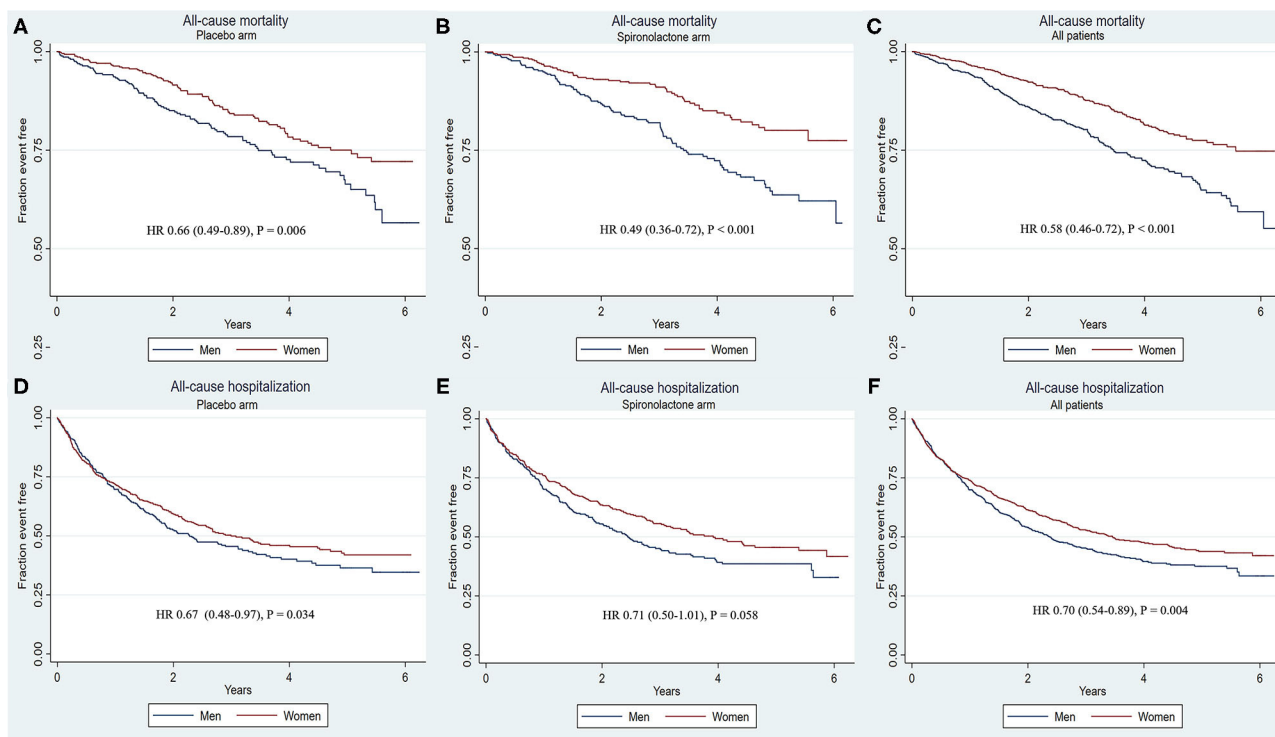 A
All-cause mortality
Placebo arm
Fraction event free
1.00
0.75
0.50
0.25
HR 0.66 (0.49-0.89), P = 0.006
0 2 4 6
Years
Men Women
B
All-cause mortality
Spironolactone arm
Fraction event free
1.00
0.75
0.50
0.25
HR 0.49 (0.36-0.72), P < 0.001
0 2 4 6
Years
Men Women
C
All-cause mortality
All patients
Fraction event free
1.00
0.75
0.50
0.25
HR 0.58 (0.46-0.72), P < 0.001
0 2 4 6
Years
Men Women
D
All-cause hospitalization
Placebo arm
Fraction event free
1.00
0.75
0.50
0.25
0.00
HR 0.67 (0.48-0.97), P = 0.034
0 2 4 6
Years
Men Women
E
All-cause hospitalization
Spironolactone arm
Fraction event free
1.00
0.75
0.50
0.25
0.00
HR 0.71 (0.50-1.01), P = 0.058
0 2 4 6
Years
Men Women
F
All-cause hospitalization
All patients
Fraction event free
1.00
0.75
0.50
0.25
0.00
HR 0.70 (0.54-0.89), P = 0.004
0 2 4 6
Years
Men Women